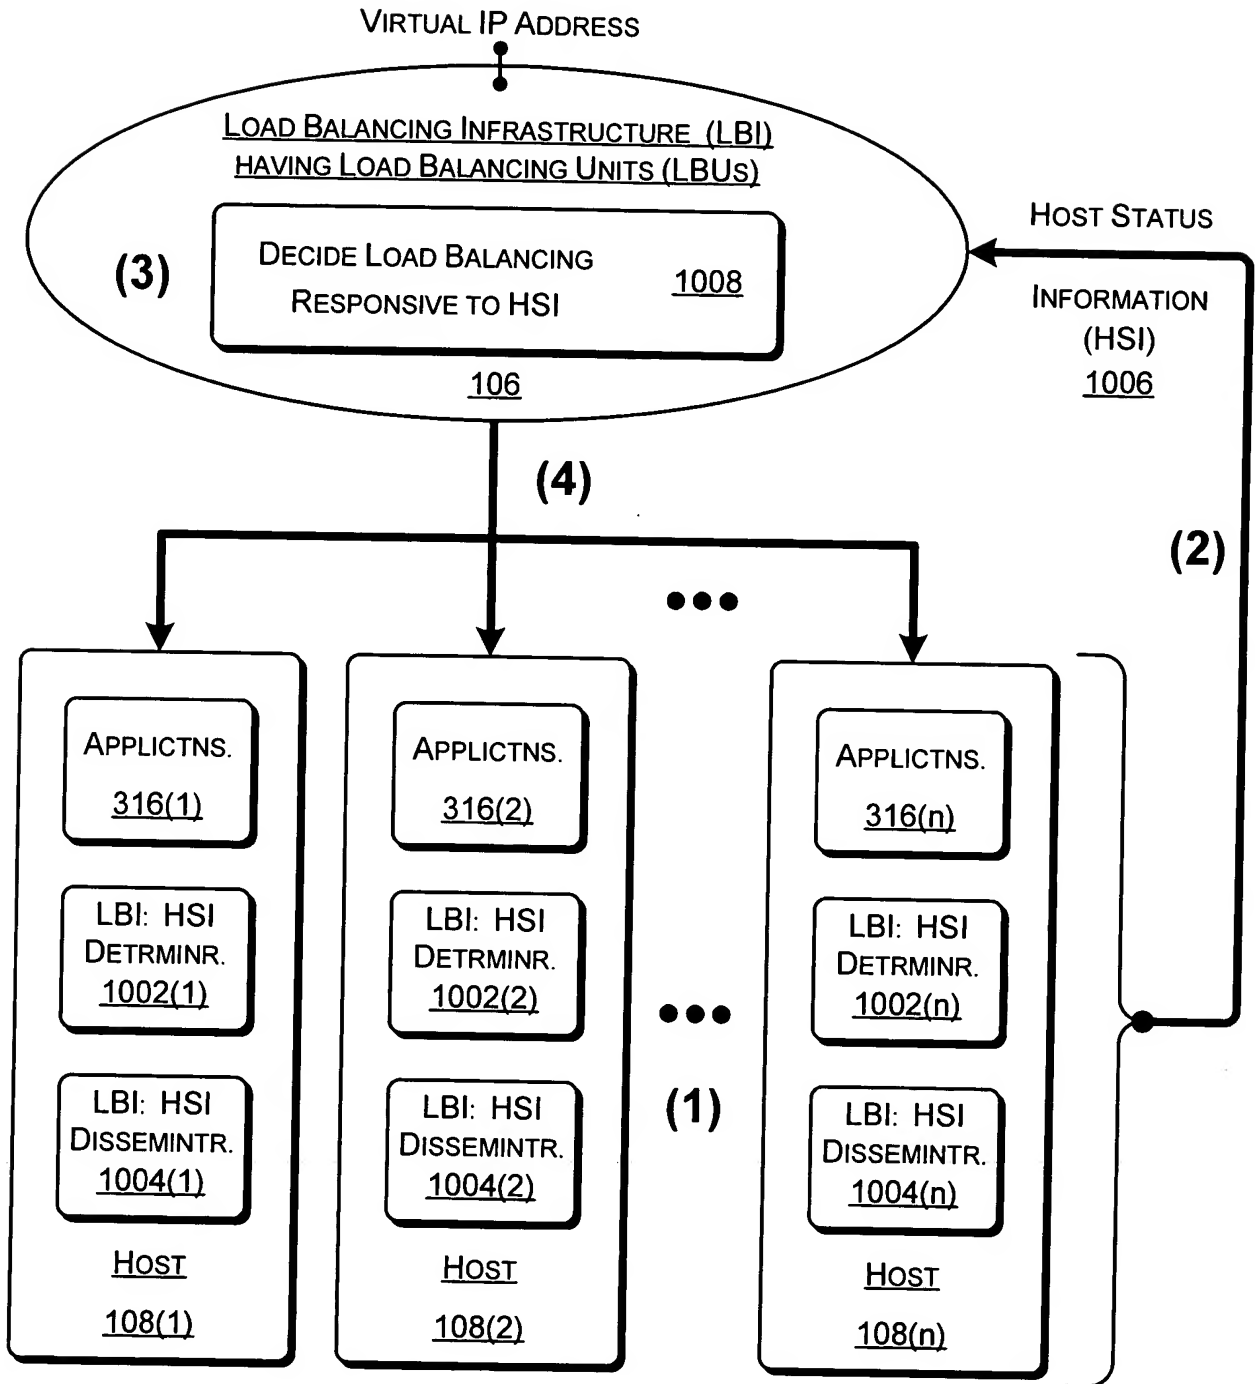 VIRTUAL IP ADDRESS
LOAD BALANCING INFRASTRUCTURE (LBI)
HAVING LOAD BALANCING UNITS (LBUS)
(3)
DECIDE LOAD BALANCING
RESPONSIVE TO HSI
1008
106
HOST STATUS
INFORMATION
(HSI)
1006
(4)
(2)
APPLICTNS.
316(1)
LBI: HSI
DETRMINR.
1002(1)
LBI: HSI
DISSEMINTR.
1004(1)
HOST
108(1)
APPLICTNS.
316(2)
LBI: HSI
DETRMINR.
1002(2)
LBI: HSI
DISSEMINTR.
1004(2)
HOST
108(2)
(1)
APPLICTNS.
316(n)
LBI: HSI
DETRMINR.
1002(n)
LBI: HSI
DISSEMINTR.
1004(n)
HOST
108(n)